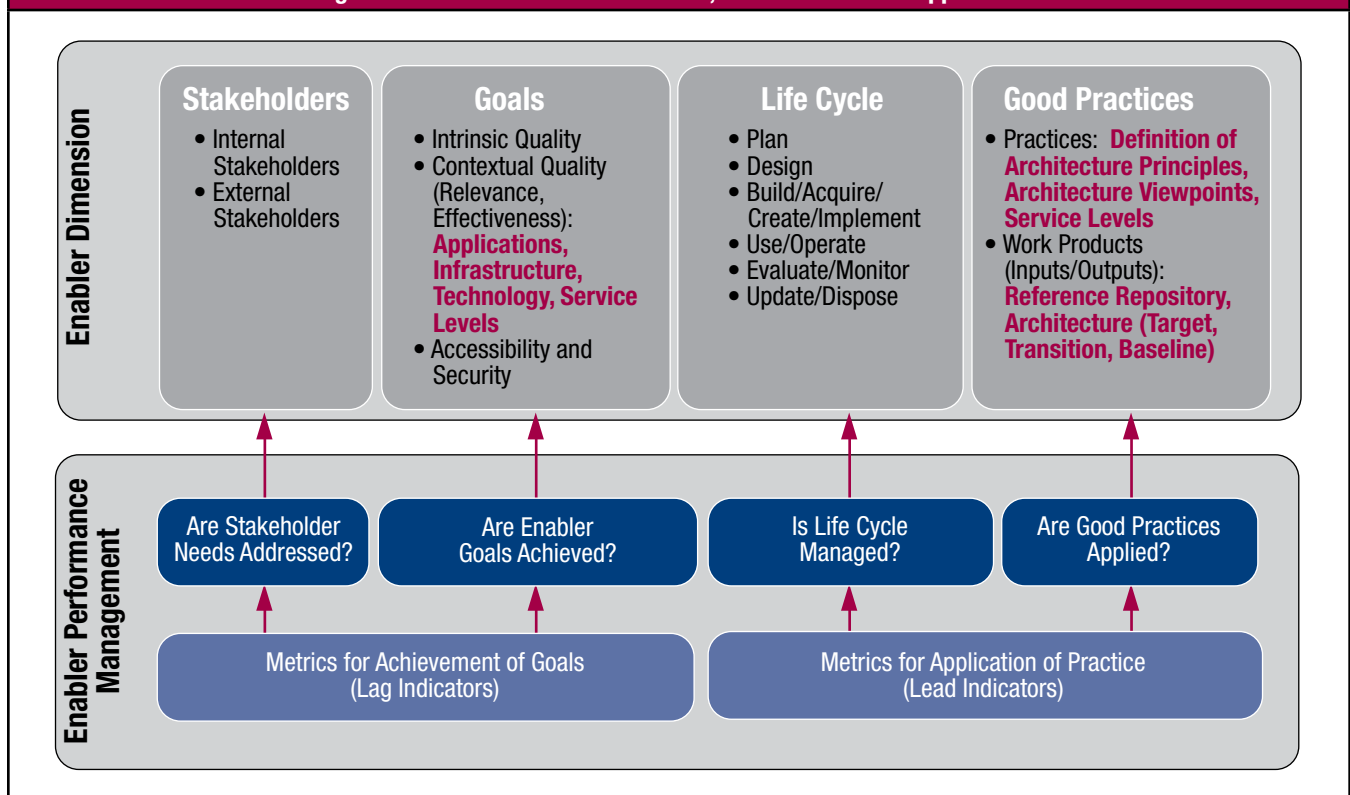 Enabler Dimension
Stakeholders
• Internal
Stakeholders
• External
Stakeholders
Goals
• Intrinsic Quality
• Contextual Quality
(Relevance,
Effectiveness):
Applications,
Infrastructure,
Technology, Service
Levels
• Accessibility and
Security
Life Cycle
• Plan
• Design
• Build/Acquire/
Create/Implement
• Use/Operate
• Evaluate/Monitor
• Update/Dispose
Good Practices
• Practices: Definition of
Architecture Principles,
Architecture Viewpoints,
Service Levels
• Work Products
(Inputs/Outputs):
Reference Repository,
Architecture (Target,
Transition, Baseline)
Enabler Performance
Management
Are Stakeholder
Needs Addressed?
Are Enabler
Goals Achieved?
Is Life Cycle
Managed?
Are Good Practices
Applied?
Metrics for Achievement of Goals
(Lag Indicators)
Metrics for Application of Practice
(Lead Indicators)